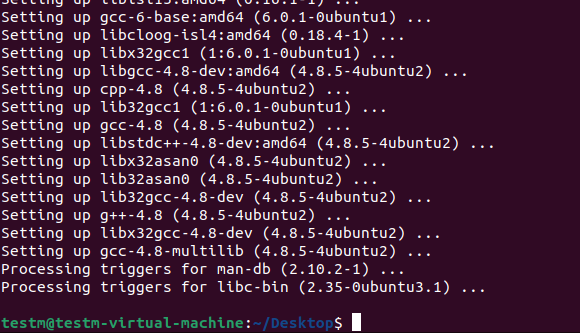 Setting up gcc-6-base:amd64 (6.0.1-0ubuntu1) ...
Setting up libcloog-isl4:amd64 (0.18.4-1) ...
Setting up libx32gcc1 (1:6.0.1-0ubuntu1) ...
Setting up libgcc-4.8-dev:amd64 (4.8.5-4ubuntu2) ...
Setting up cpp-4.8 (4.8.5-4ubuntu2) ...
Setting up lib32gcc1 (1:6.0.1-0ubuntu1) ...
Setting up gcc-4.8 (4.8.5-4ubuntu2) ...
Setting up libstdc++-4.8-dev:amd64 (4.8.5-4ubuntu2) ...
Setting up libx32asan0 (4.8.5-4ubuntu2) ...
Setting up lib32asan0 (4.8.5-4ubuntu2) ...
Setting up lib32gcc-4.8-dev (4.8.5-4ubuntu2) ...
Setting up g++-4.8 (4.8.5-4ubuntu2) ...
Setting up libx32gcc-4.8-dev (4.8.5-4ubuntu2) ...
Setting up gcc-4.8-multilib (4.8.5-4ubuntu2) ...
Processing triggers for man-db (2.10.2-1) ...
Processing triggers for libc-bin (2.35-0ubuntu3.1) ...
testm@testm-virtual-machine:~/Desktop$